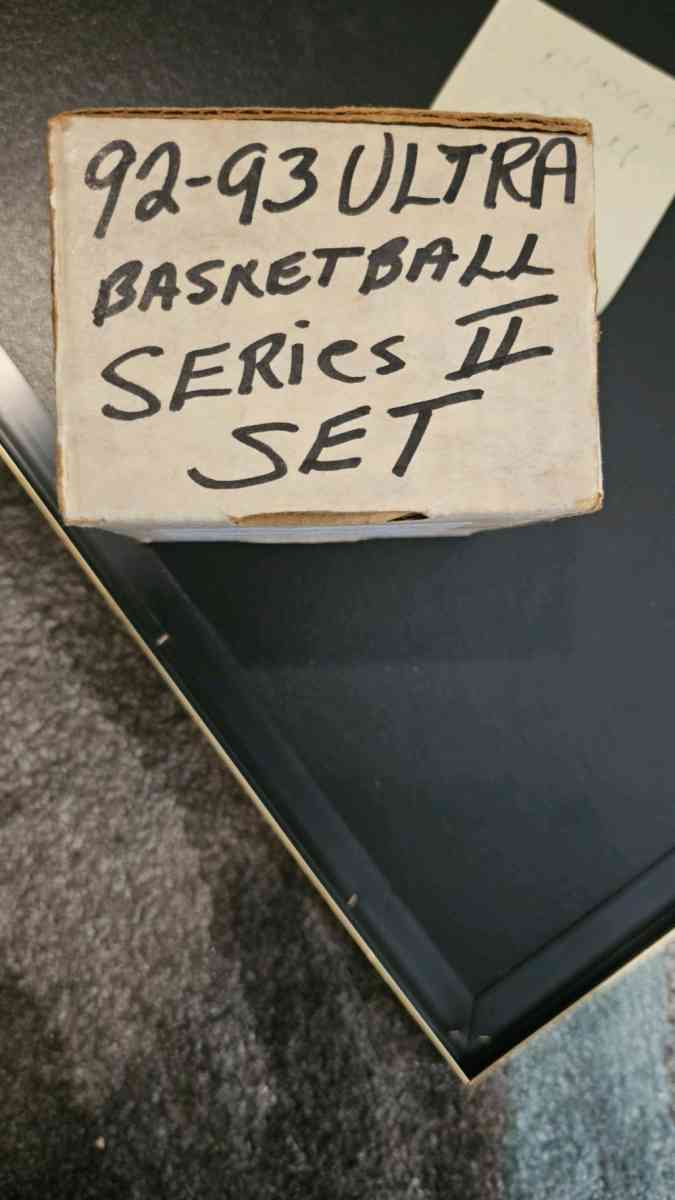 92-93 ULTRA
BASKETBALL
SERies II
SET